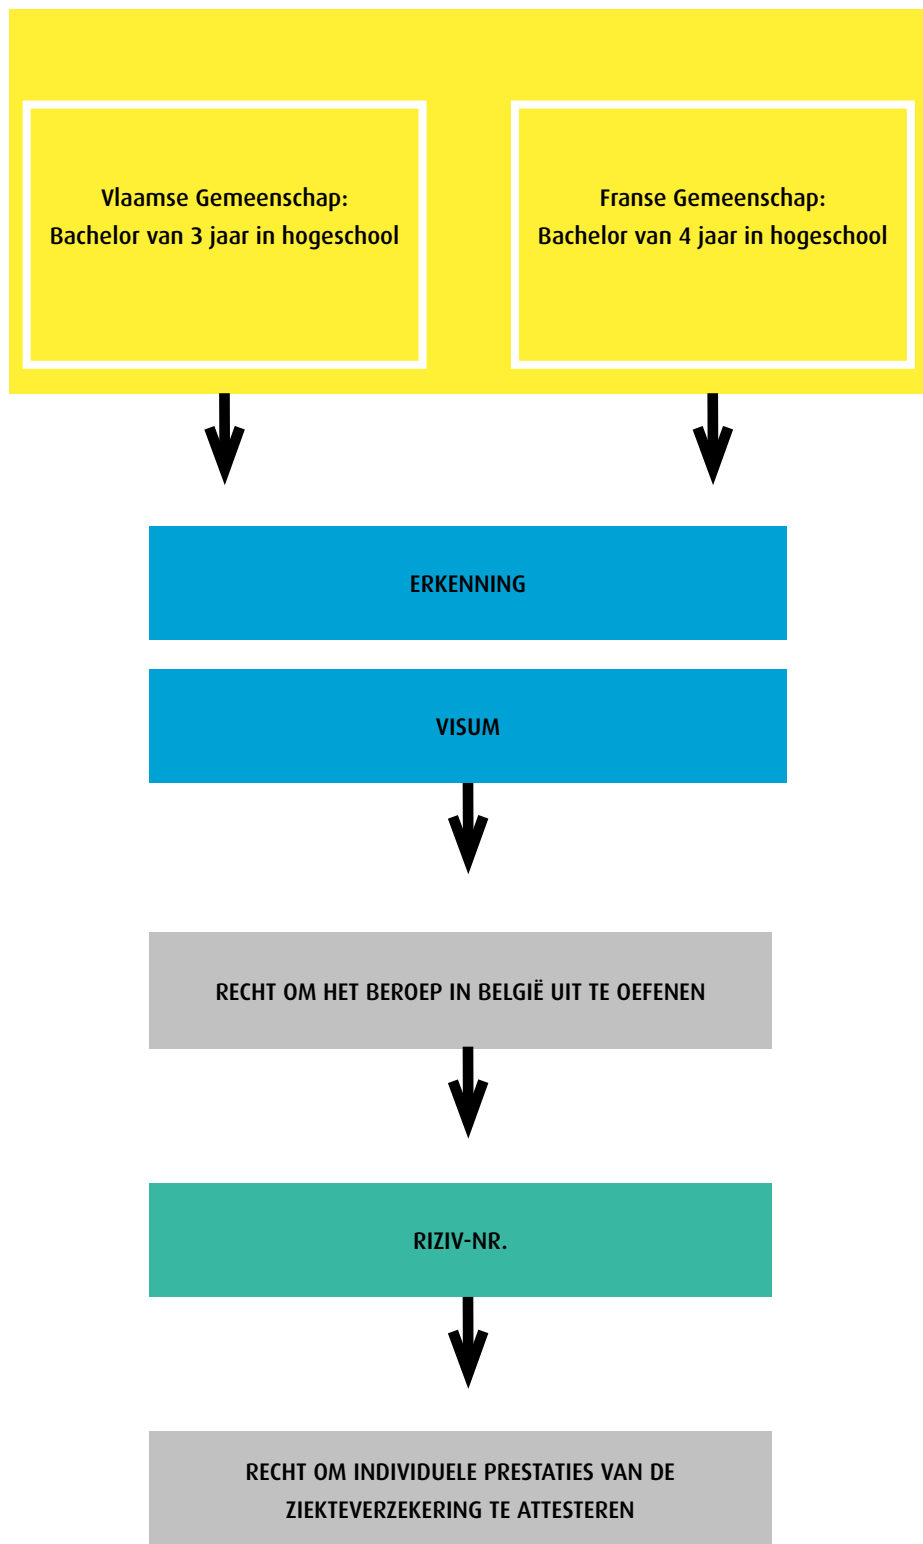 Vlaamse Gemeenschap:
Bachelor van 3 jaar in hogeschool
Franse Gemeenschap:
Bachelor van 4 jaar in hogeschool
ERKENNING
VISUM
RECHT OM HET BEROEP IN BELGIË UIT TE OEFENEN
RIZIV-NR.
RECHT OM INDIVIDUELE PRESTATIES VAN DE
ZIEKTEVERZEKERING TE ATTESTEREN